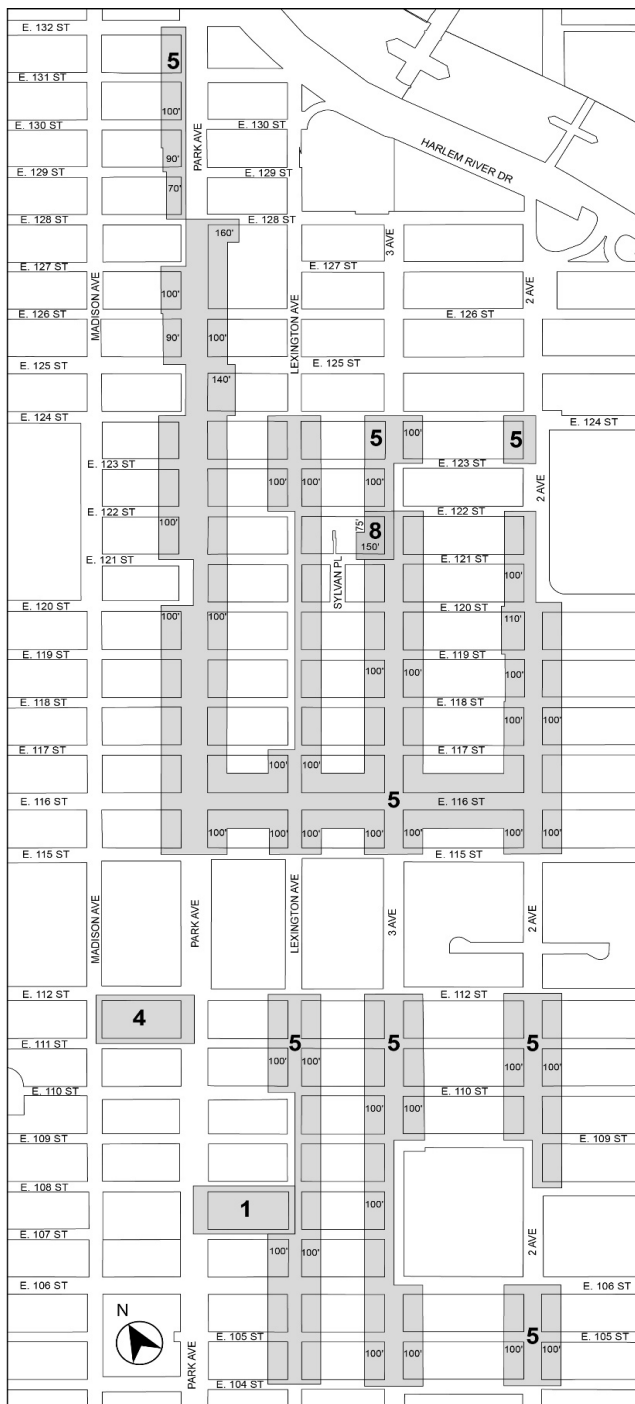 E. 132 ST
5
E. 131 ST
100'
E. 130 ST
PARK AVE
E. 130 ST
HARLEM RIVER DR
90'
E. 129 ST
E. 129 ST
70'
E. 128 ST
E. 128 ST
160'
3 AVE
E. 127 ST
E. 127 ST
MADISON AVE
100'
LEXINGTON AVE
2 AVE
E. 126 ST
E. 126 ST
90'
100'
E. 125 ST
E. 125 ST
140'
E. 124 ST
E. 124 ST
5
100'
5
E. 123 ST
E. 123 ST
100'
100'
100'
2 AVE
E. 122 ST
E. 122 ST
100'
75'
8
150'
E. 121 ST
E. 121 ST
SYLVAN PL
100'
E. 120 ST
E. 120 ST
100'
100'
110'
E. 119 ST
E. 119 ST
100'
100'
100'
E. 118 ST
E. 118 ST
100'
100'
E. 117 ST
E. 117 ST
100'
100'
E. 116 ST
5
E. 116 ST
100'
100'
100'
100'
100'
100'
100'
E. 115 ST
E. 115 ST
MADISON AVE
PARK AVE
LEXINGTON AVE
3 AVE
2 AVE
E. 112 ST
E. 112 ST
4
5
5
5
E. 111 ST
100'
100'
100'
100'
E. 110 ST
E. 110 ST
100'
100'
E. 109 ST
E. 109 ST
E. 108 ST
1
100'
E. 107 ST
100'
100'
2 AVE
E. 106 ST
E. 106 ST
N
E. 105 ST
5
E. 105 ST
PARK AVE
100'
100'
100'
100'
E. 104 ST